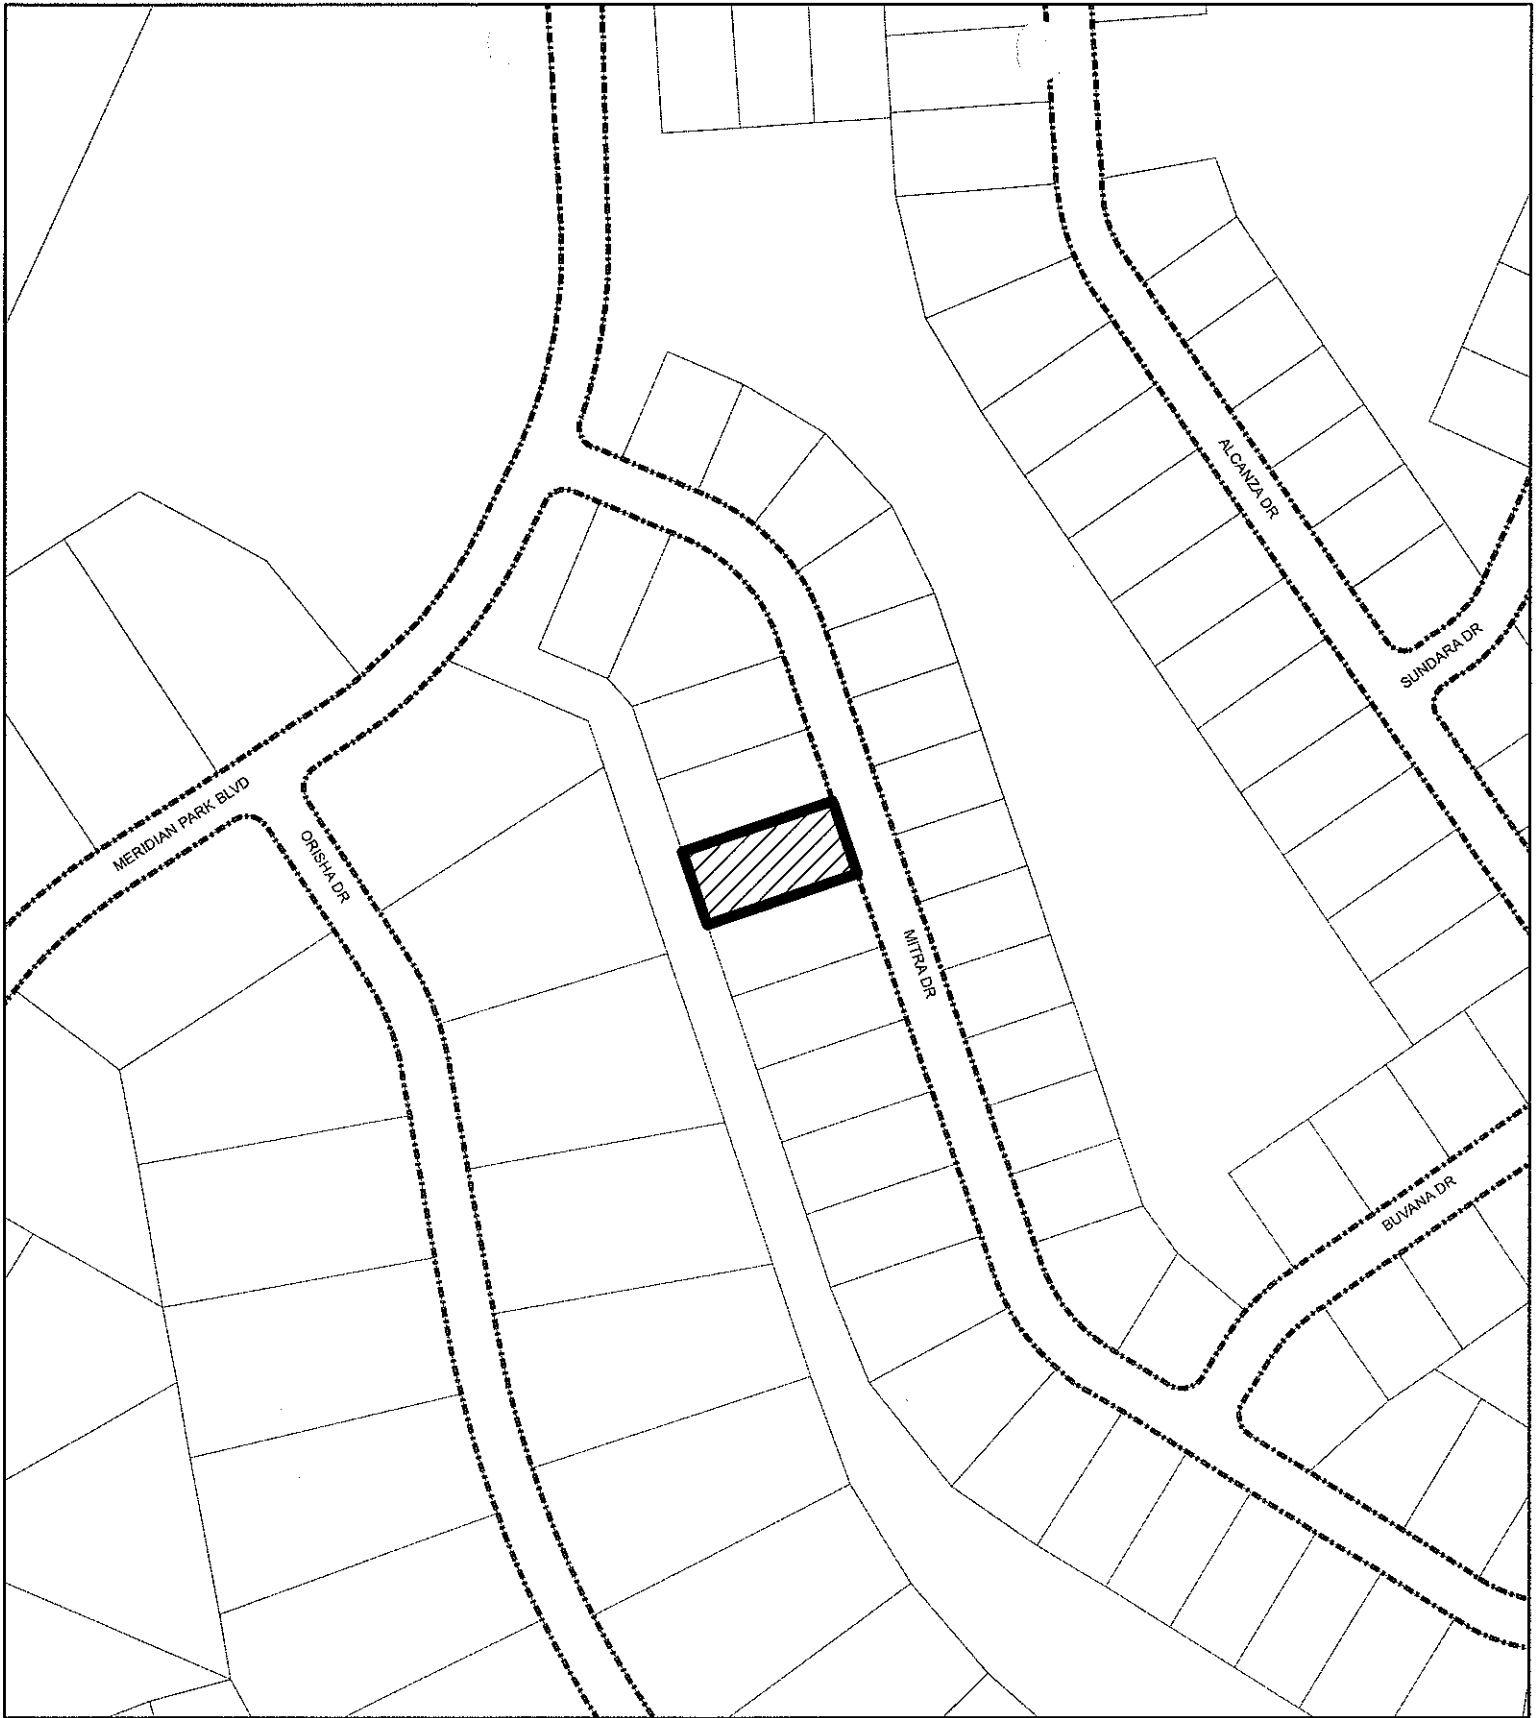 ALCANZA DR
SUNDARA DR
MERIDIAN PARK BLVD
ORISHA DR
MITRA DR
BUVANA DR